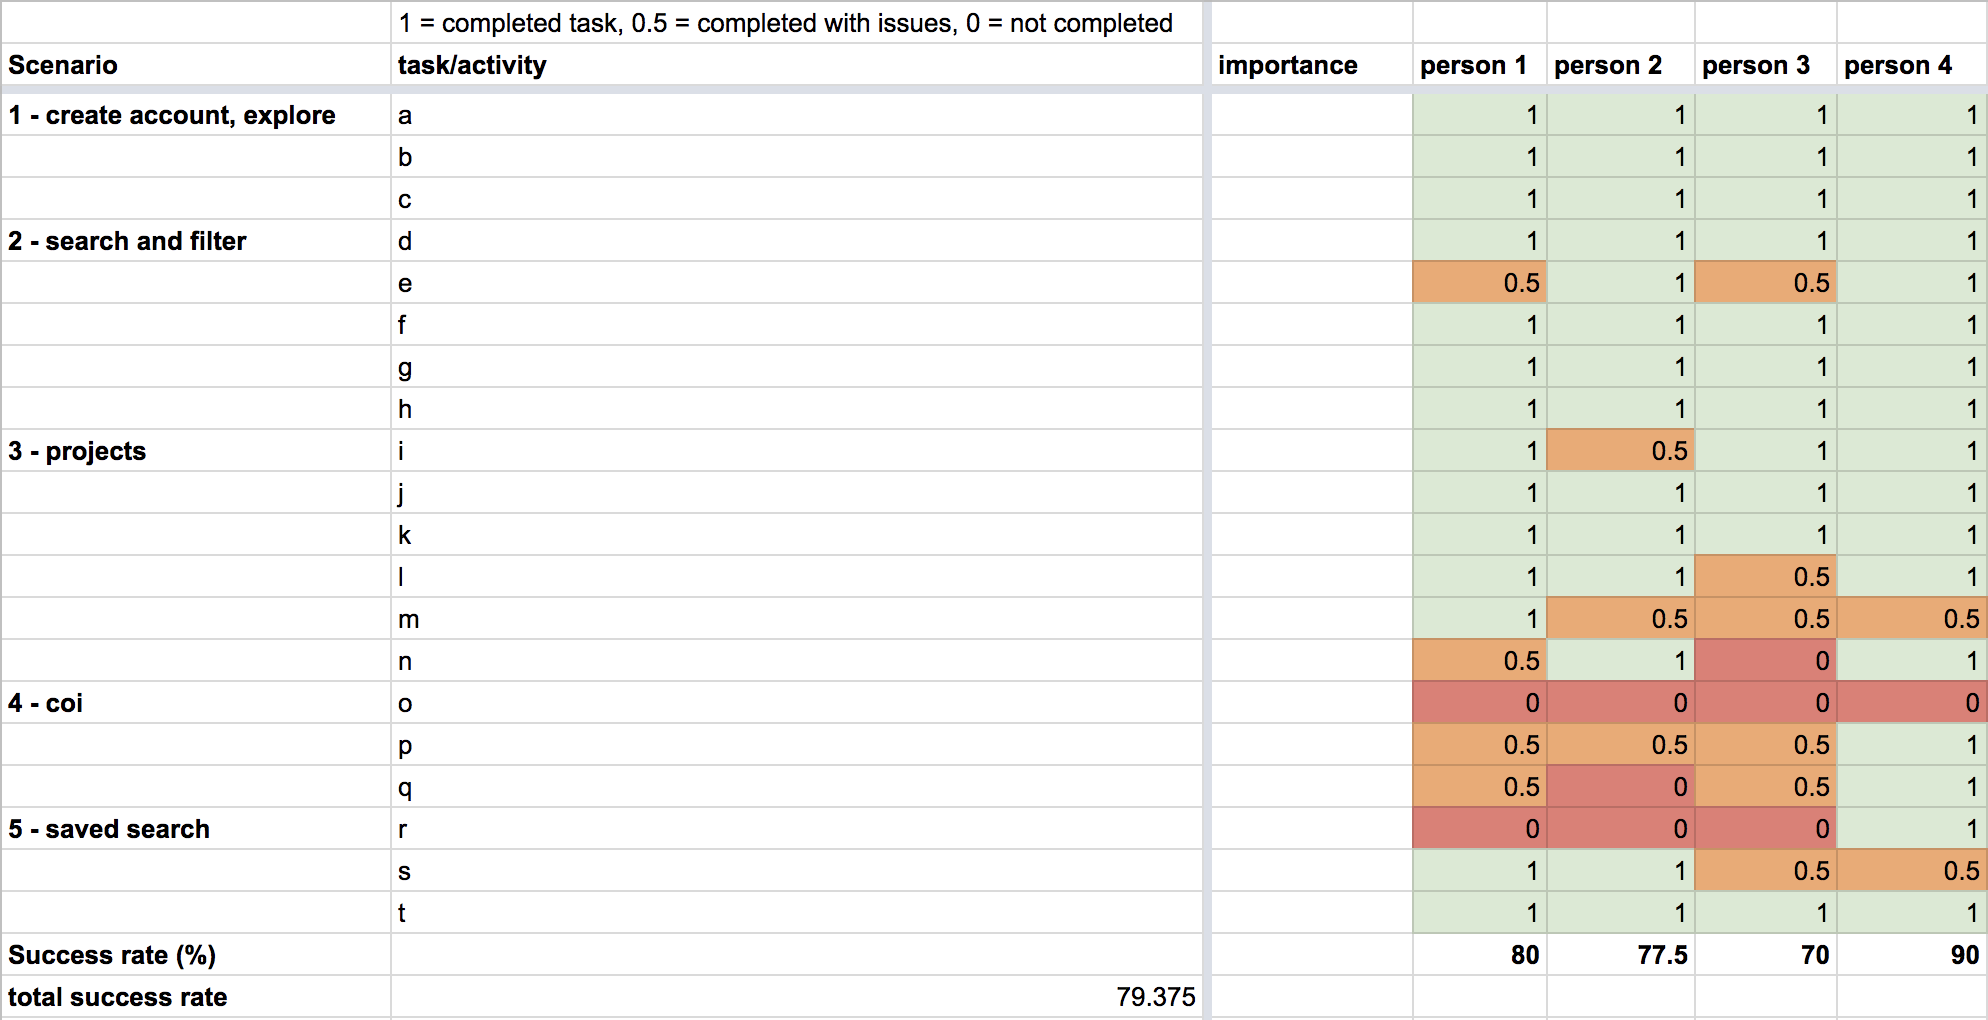 1 = completed task, 0.5 = completed with issues, 0 = not completed
Scenario task/activity importance person 1 person 2 person 3 person 4
1 - create account, explore a 1 1 1 1
b 1 1 1 1
c 1 1 1 1
2 - search and filter d 1 1 1 1
e 0.5 1 0.5 1
f 1 1 1 1
g 1 1 1 1
h 1 1 1 1
3 - projects i 1 0.5 1 1
j 1 1 1 1
k 1 1 1 1
l 1 1 0.5 1
m 1 0.5 0.5 0.5
n 0.5 1 0 1
4 - coi o 0 0 0 0
p 0.5 0.5 0.5 1
q 0.5 0 0.5 1
5 - saved search r 0 0 0 1
s 1 1 0.5 0.5
t 1 1 1 1
Success rate (%) 80 77.5 70 90
total success rate 79.375